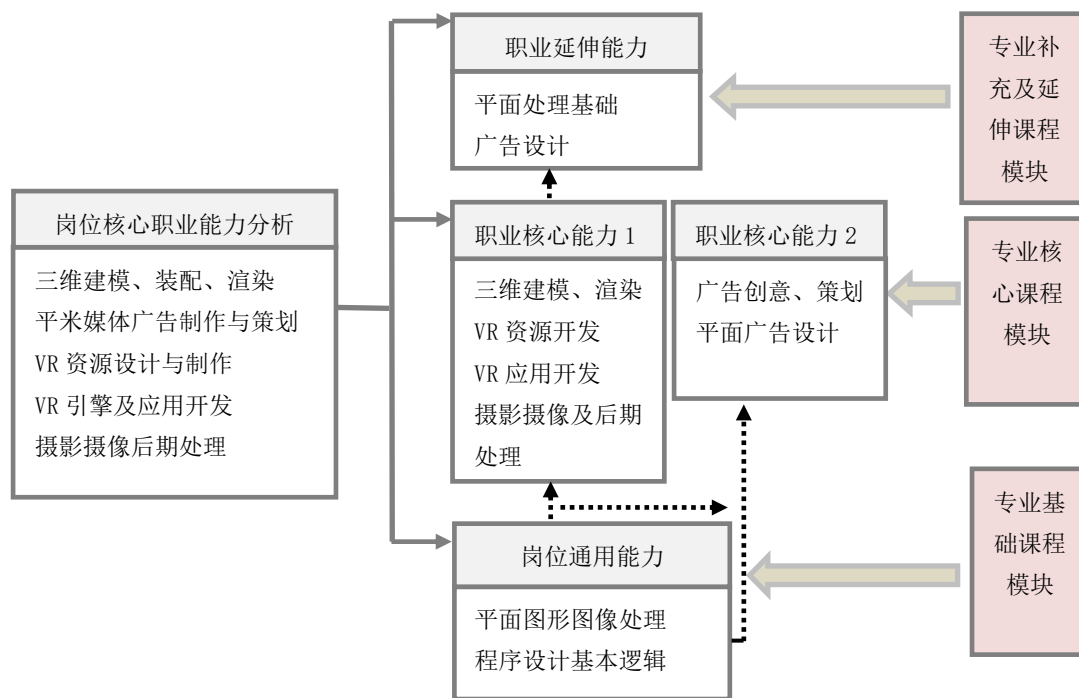 职业延伸能力
平面处理基础
广告设计
专业补
充及延
伸课程
模块
岗位核心职业能力分析
三维建模、装配、渲染
平米媒体广告制作与策划
VR 资源设计与制作
VR 引擎及应用开发
摄影摄像后期处理
职业核心能力 1
三维建模、渲染
VR 资源开发
VR 应用开发
摄影摄像及后期
处理
职业核心能力 2
广告创意、策划
平面广告设计
专业核
心课程
模块
岗位通用能力
平面图形图像处理
程序设计基本逻辑
专业基
础课程
模块